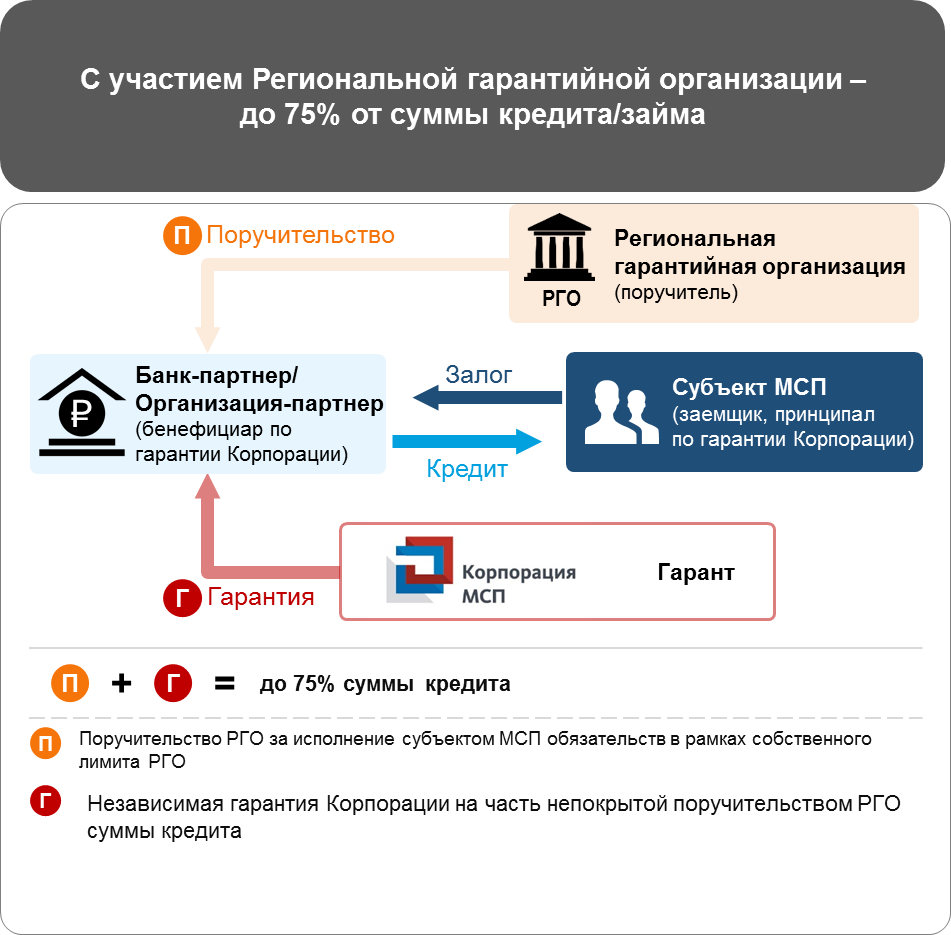 С участием Региональной гарантийной организации –
до 75% от суммы кредита/займа
П Поручительство
РГО
Региональная
гарантийная организация
(поручитель)
Банк-партнер/
Организация-партнер
(бенефициар по
гарантии Корпорации)
Залог
Кредит
Субъект МСП
(заемщик, принципал
по гарантии Корпорации)
Г Гарантия
Корпорация
МСП
Гарант
П + Г = до 75% суммы кредита
П Поручительство РГО за исполнение субъектом МСП обязательств в рамках собственного
лимита РГО
Г Независимая гарантия Корпорации на часть непокрытой поручительством РГО
суммы кредита